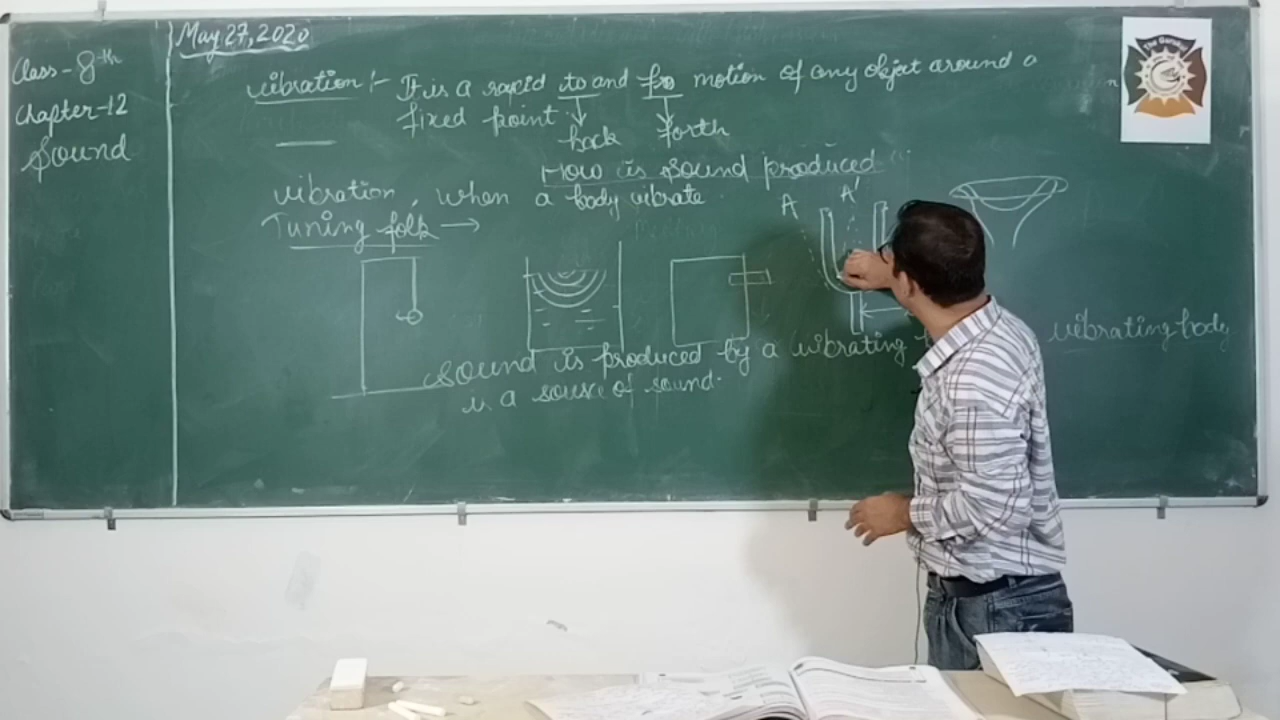 Class - 8th
Chapter-12
Sound
May 27, 2020
vibration :- It is a rapid to and fro motion of any object around a
fixed point.
back forth
How is sound produced
vibration, when a body vibrate.
Tuning folk →
A A'
sound is produced by a vibrating
vibrating body
is a source of sound.